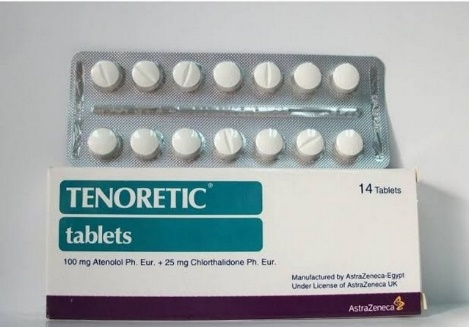 TENORETIC®
14 Tablets
tablets
100 mg Atenolol Ph. Eur. + 25 mg Chlorthalidone Ph. Eur.
Manufactured by AstraZeneca-Egypt
Under License of AstraZeneca UK
AstraZeneca